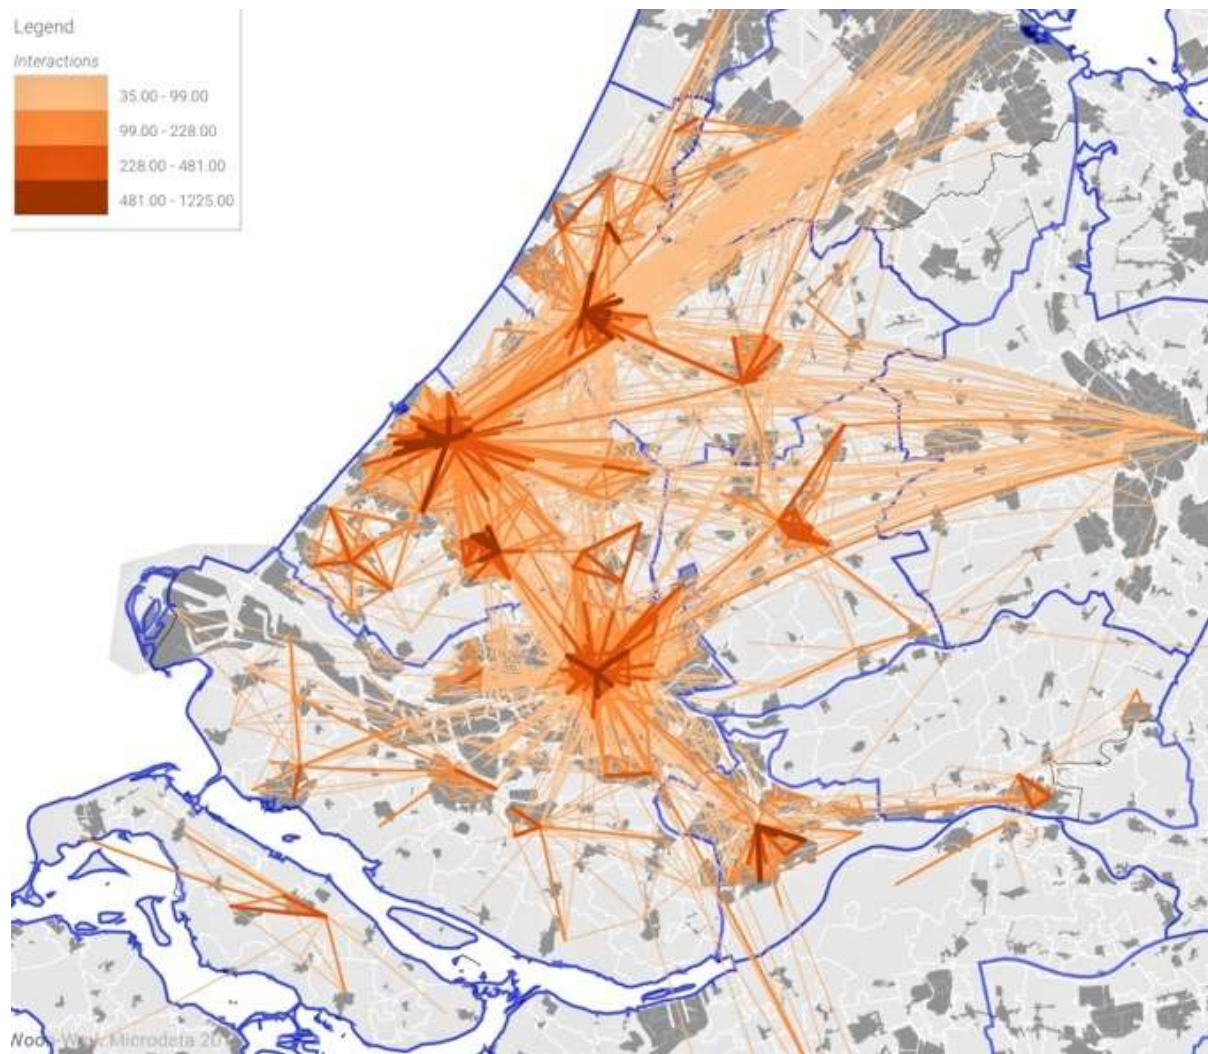 Legend
Interactions
35.00 - 99.00
99.00 - 228.00
228.00 - 481.00
481.00 - 1225.00
Microdata